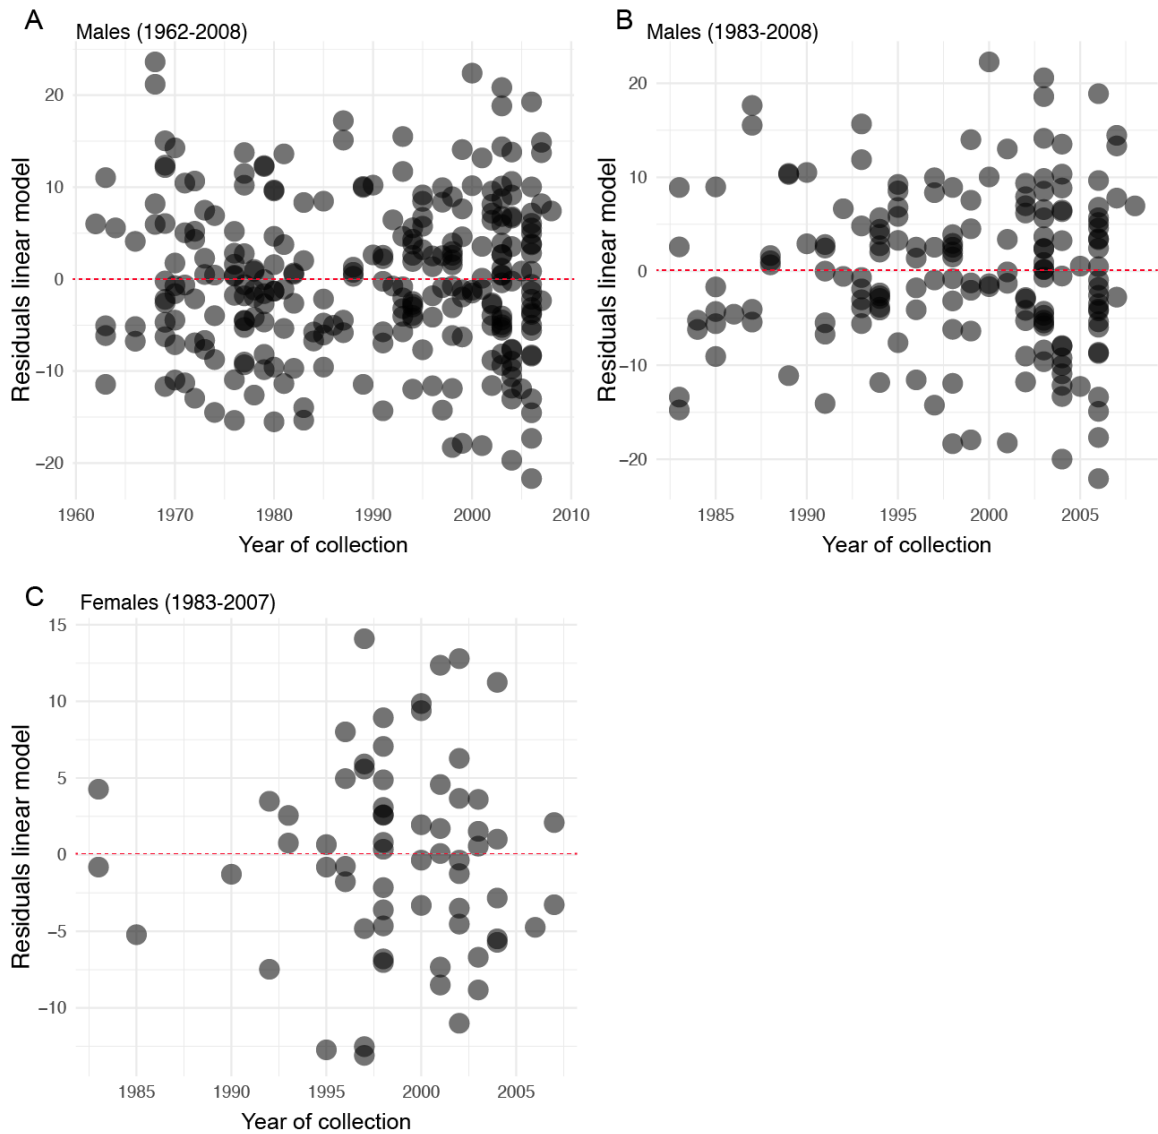 A
Males (1962-2008)
Residuals linear model
20
10
0
−10
−20
1960 1970 1980 1990 2000 2010
Year of collection
B
Males (1983-2008)
Residuals linear model
20
10
0
−10
−20
1985 1990 1995 2000 2005
Year of collection
C
Females (1983-2007)
Residuals linear model
15
10
5
0
−5
−10
1985 1990 1995 2000 2005
Year of collection